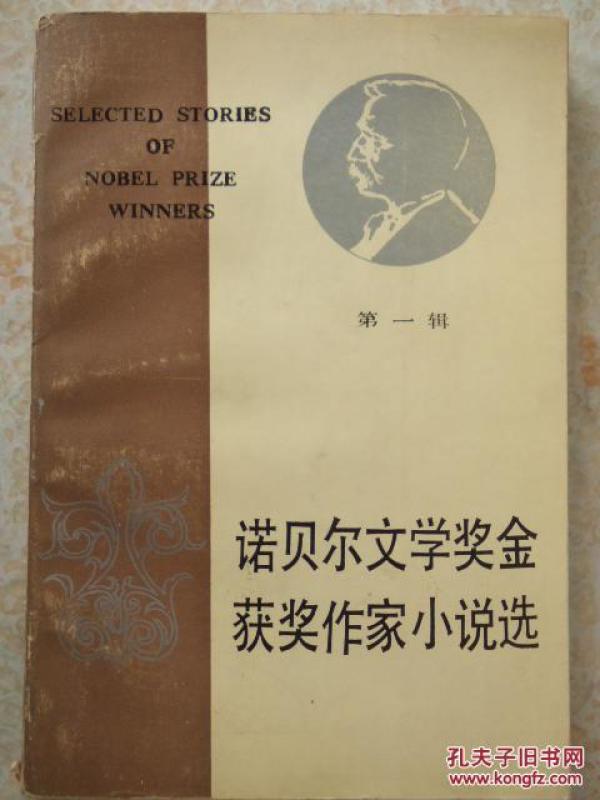 SELECTED STORIES
OF
NOBEL PRIZE
WINNERS
第一辑
诺贝尔文学奖金
获奖作家小说选
孔夫子旧书网
www.kongfz.com